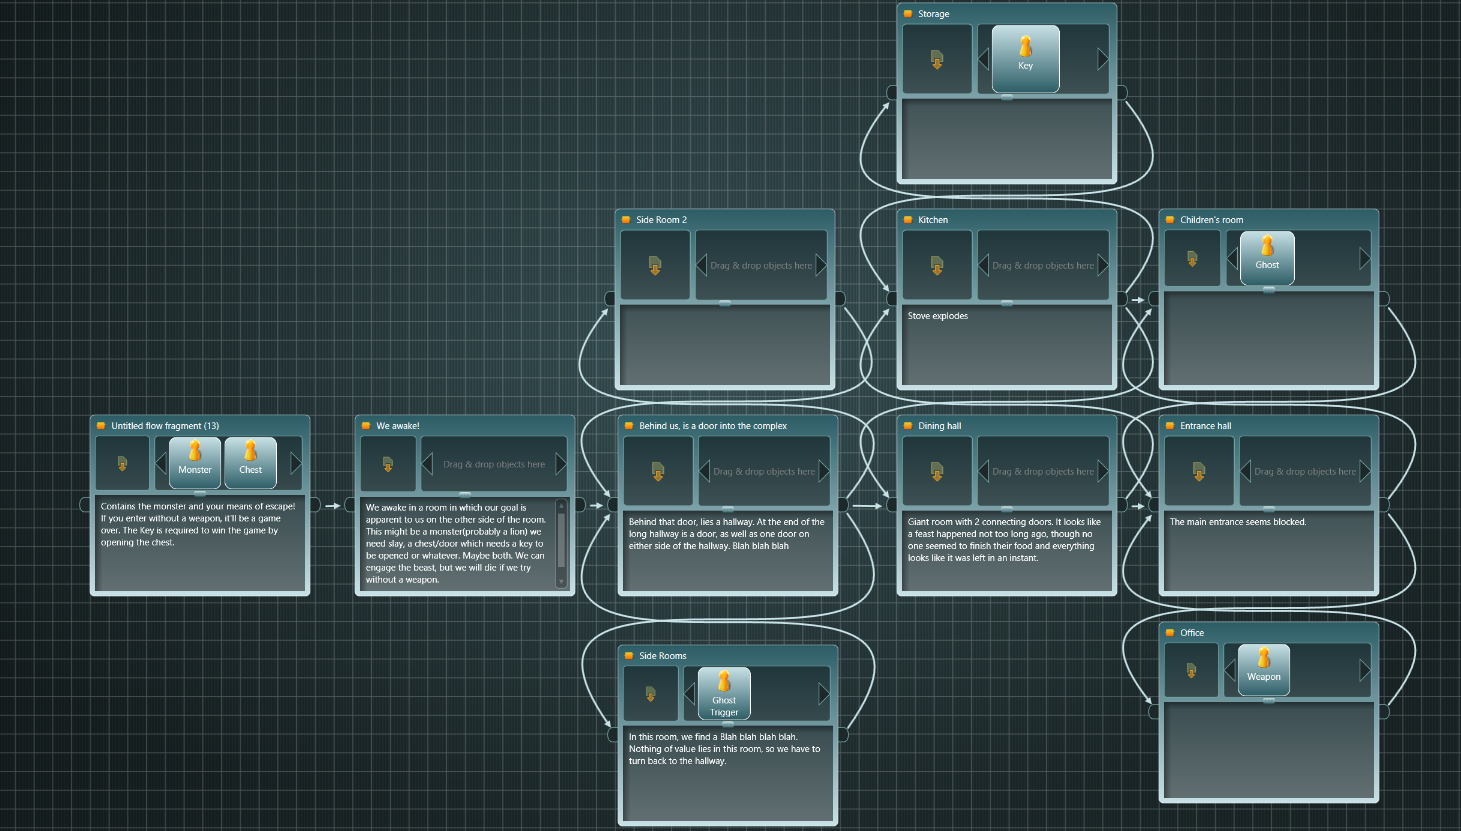 Storage
Key
Side Room 2
Drag & drop objects here
Kitchen
Drag & drop objects here
Stove explodes
Children's room
Ghost
Untitled flow fragment (13)
Monster
Chest
Contains the monster and your means of escape!
If you enter without a weapon, it'll be a game
over. The Key is required to win the game by
opening the chest.
We awake!
Drag & drop objects here
We awake in a room in which our goal is
apparent to us on the other side of the room.
This might be a monster(probably a lion) we
need slay, a chest/door which needs a key to
be opened or whatever. Maybe both. We can
engage the beast, but we will die if we try
without a weapon.
Behind us, is a door into the complex
Drag & drop objects here
Behind that door, lies a hallway. At the end of the
long hallway is a door, as well as one door on
either side of the hallway. Blah blah blah
Dining hall
Drag & drop objects here
Giant room with 2 connecting doors. It looks like
a feast happened not too long ago, though no
one seemed to finish their food and everything
looks like it was left in an instant.
Entrance hall
Drag & drop objects here
The main entrance seems blocked.
Side Rooms
Ghost
Trigger
In this room, we find a Blah blah blah blah.
Nothing of value lies in this room, so we have to
turn back to the hallway.
Office
Weapon